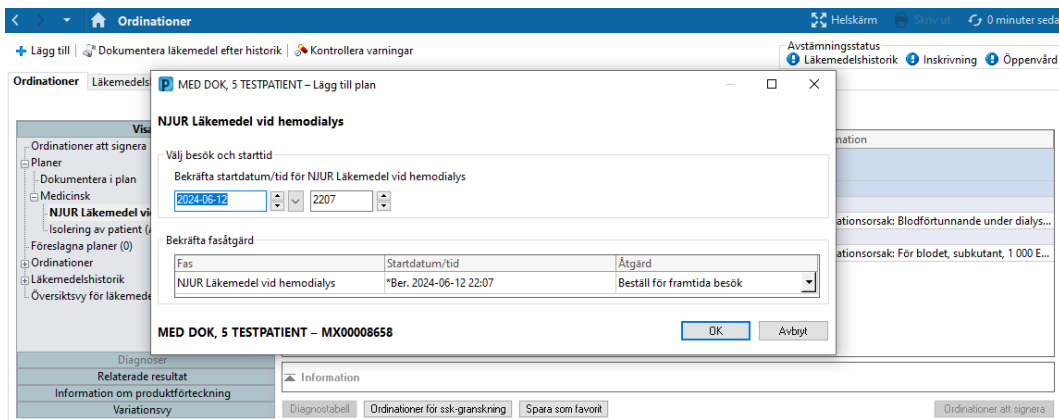 Ordinationer
Helskärm
Skriv ut
0 minuter seda
Lägg till
Dokumentera läkemedel efter historik
Kontrollera varningar
Avstämningsstatus
Läkemedelshistorik
Inskrivning
Öppenvård
Ordinationer
Läkemedels
MED DOK, 5 TESTPATIENT – Lägg till plan
NJUR Läkemedel vid hemodialys
Välj besök och starttid
Bekräfta startdatum/tid för NJUR Läkemedel vid hemodialys
2024-06-12
2207
Bekräfta fasåtgärd
Fas
Startdatum/tid
Åtgärd
NJUR Läkemedel vid hemodialys
*Ber. 2024-06-12 22:07
Beställ för framtida besök
MED DOK, 5 TESTPATIENT – MX00008658
OK
Avbryt
Visa
Ordinationer att signera
Planer
Dokumentera i plan
Medicinsk
NJUR Läkemedel vi
Isolering av patient (
Föreslagna planer (0)
Ordinationer
Läkemedelshistorik
Översiktsvy för läkemede
Diagnoser
Relaterade resultat
Information om produktförteckning
Variationsvy
mation
ationsorsak: Blodförtunnande under dialys...
ationsorsak: För blodet, subkutant, 1 000 E...
Information
Diagnostabell
Ordinationer för ssk-granskning
Spara som favorit
Ordinationer att signera